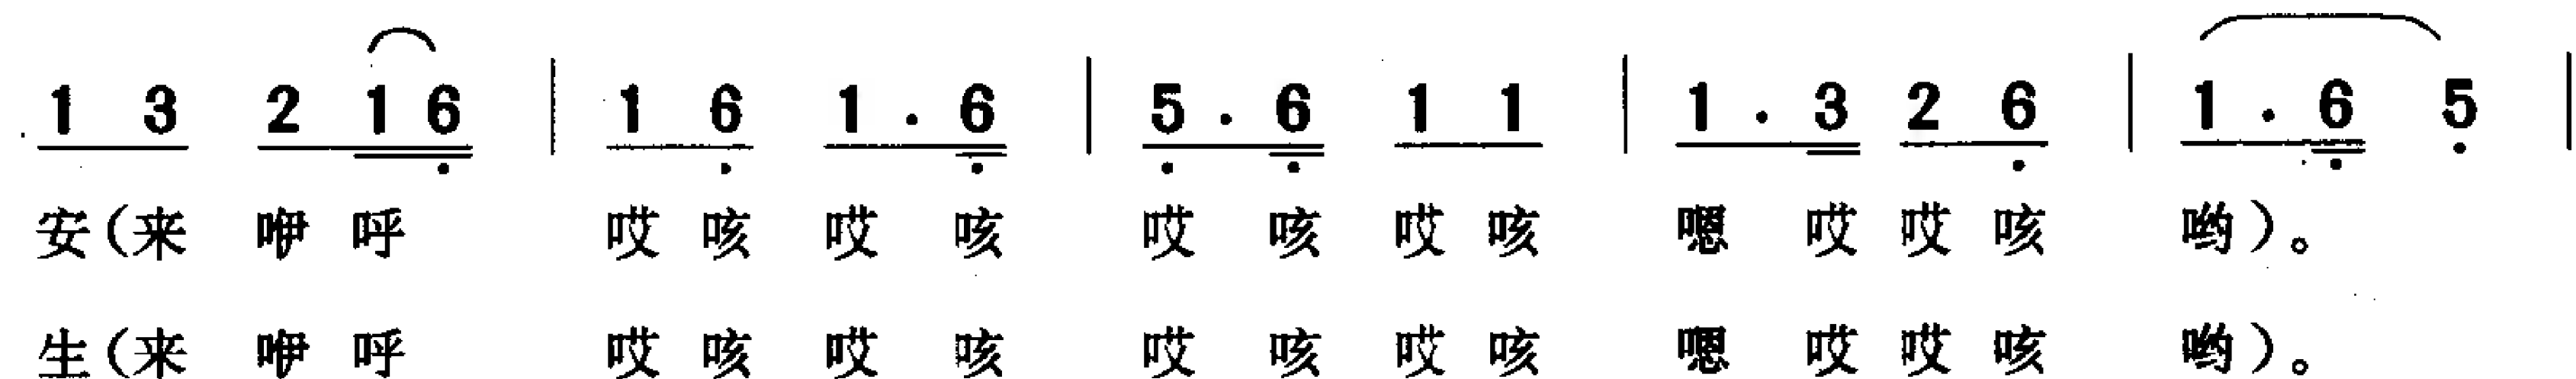 1 3 2 1 6 | 1 6 1 . 6 | 5 . 6 1 1 | 1 . 3 2 6 | 1 . 6 5 |
安(来 咿 呼 哎 咳 哎 咳 哎 咳 哎 咳 嗯 哎 哎 咳 哟)。
生(来 咿 呼 哎 咳 哎 咳 哎 咳 哎 咳 嗯 哎 哎 咳 哟)。